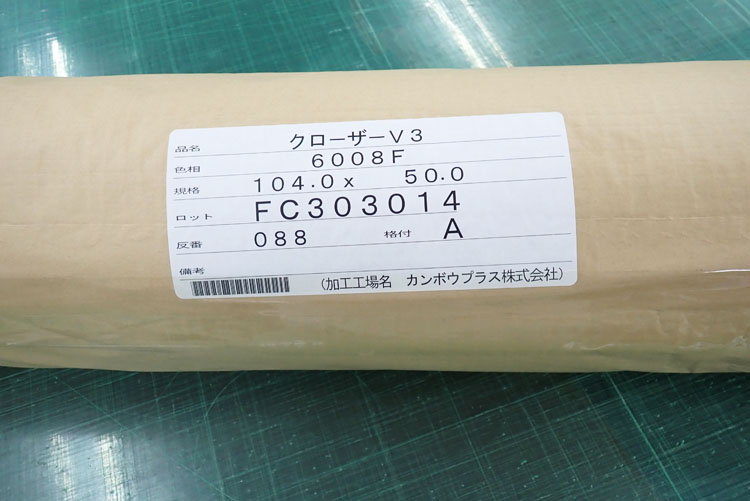 品名 クローザーV3
色相 6008F
規格 104.0x 50.0
ロット FC303014
反番 088 格付 A
備考
(加工工場名 カンボウプラス株式会社)